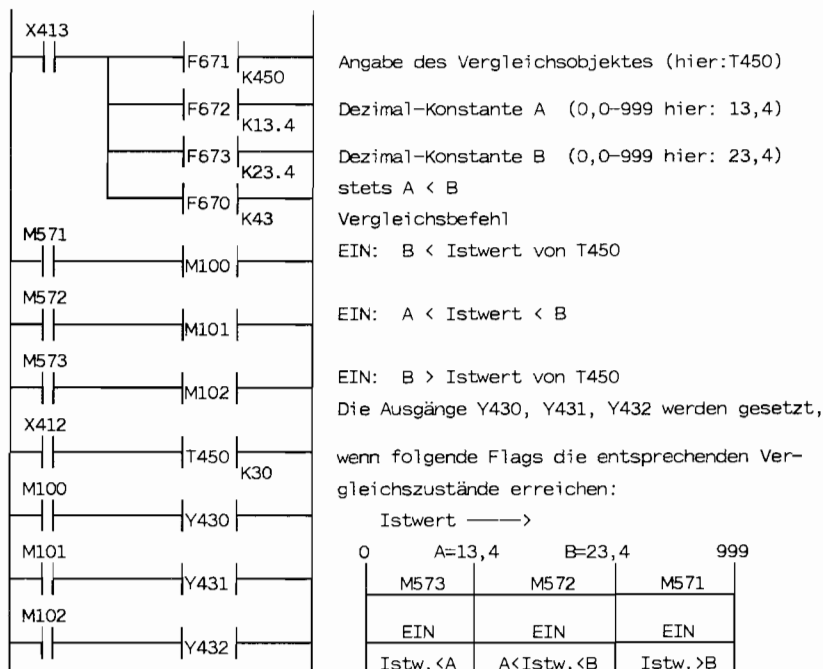 X413
F671
K450
Angabe des Vergleichsobjektes (hier:T450)
F672
K13.4
Dezimal-Konstante A (0,0-999 hier: 13,4)
F673
K23.4
Dezimal-Konstante B (0,0-999 hier: 23,4)
stets A < B
F670
K43
Vergleichsbefehl
M571
M100
EIN: B < Istwert von T450
M572
M101
EIN: A < Istwert < B
M573
M102
EIN: B > Istwert von T450
Die Ausgänge Y430, Y431, Y432 werden gesetzt,
X412
T450
K30
wenn folgende Flags die entsprechenden Ver-
gleichszustände erreichen:
M100
Y430
Istwert ——>
0 A=13,4 B=23,4 999
M101
Y431
M573 M572 M571
M102
Y432
EIN EIN EIN
Istw.<A A<Istw.<B Istw.>B